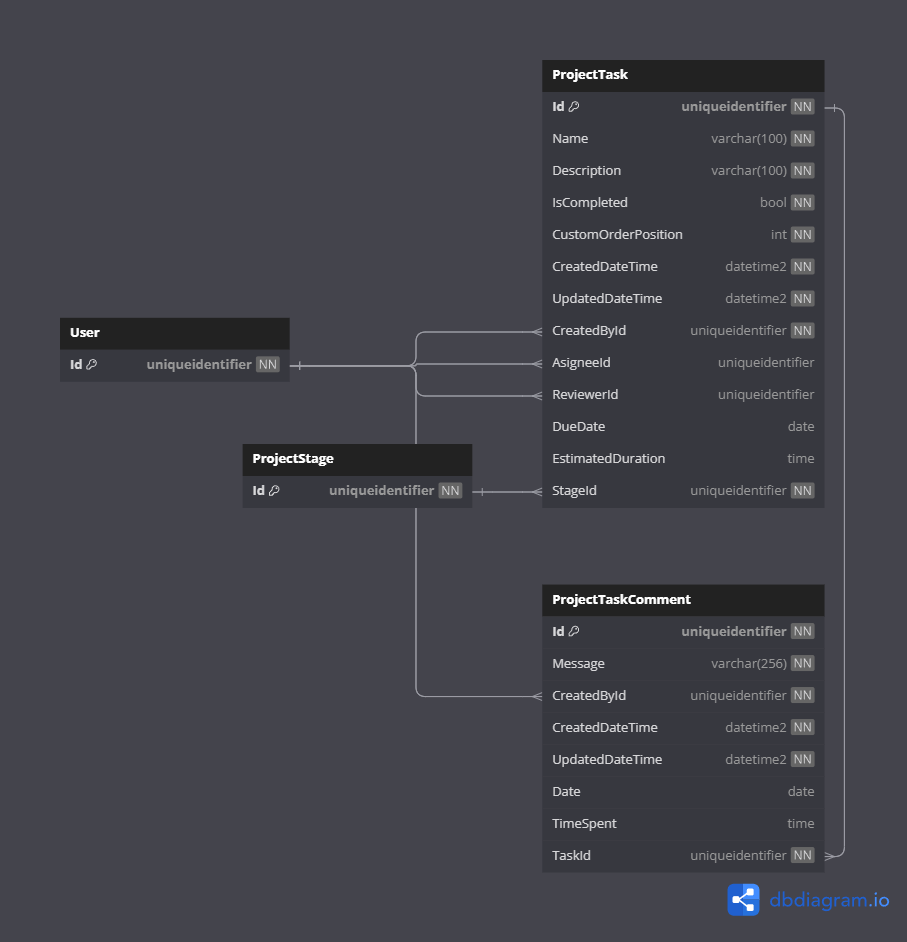 ProjectTask
Id uniqueidentifier NN
Name varchar(100) NN
Description varchar(100) NN
IsCompleted bool NN
CustomOrderPosition int NN
CreatedDateTime datetime2 NN
UpdatedDateTime datetime2 NN
CreatedById uniqueidentifier NN
AsigneeId uniqueidentifier
ReviewerId uniqueidentifier
DueDate date
EstimatedDuration time
StageId uniqueidentifier NN
User
Id uniqueidentifier NN
ProjectStage
Id uniqueidentifier NN
ProjectTaskComment
Id uniqueidentifier NN
Message varchar(256) NN
CreatedById uniqueidentifier NN
CreatedDateTime datetime2 NN
UpdatedDateTime datetime2 NN
Date date
TimeSpent time
TaskId uniqueidentifier NN
dbdiagram.io